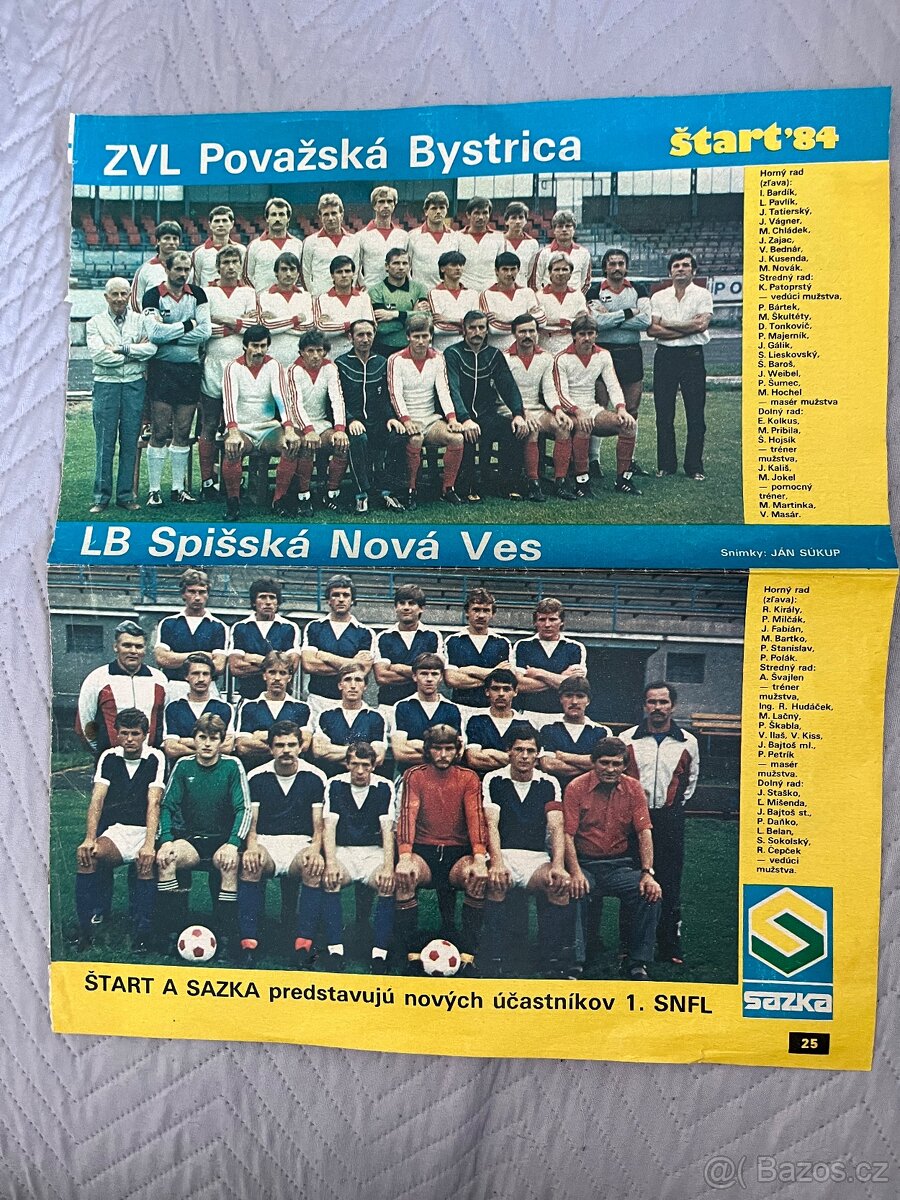 ZVL Považská Bystrica
štart'84
Horný rad
(zľava):
I. Bardík,
L. Pavlík,
J. Tatierský,
J. Vágner,
M. Chládek,
J. Zajac,
V. Bednár,
J. Kusenda,
M. Novák.
Stredný rad:
K. Patoprstý
— vedúci mužstva,
P. Bártek,
M. Škultéty,
D. Tonkovič,
P. Majerník,
J. Gálik,
S. Lieskovský,
Š. Baroš,
J. Weibel,
P. Šumec,
M. Hochel
— masér mužstva
Dolný rad:
E. Kolkus,
M. Pribila,
Š. Hojsík
— tréner
mužstva,
J. Kališ,
M. Jokel
— pomocný
tréner,
M. Martinka,
V. Masár.
LB Spišská Nová Ves
Snímky: JÁN SÚKUP
Horný rad
(zľava):
R. Király,
P. Milčák,
J. Fabián,
M. Bartko,
P. Stanislav,
P. Polák.
Stredný rad:
A. Švajlen
— tréner
mužstva,
Ing. R. Hudáček,
M. Lačný,
P. Škabla,
V. Ilaš, V. Kiss,
J. Bajtoš ml.,
P. Petrík
— masér
mužstva.
Dolný rad:
J. Staško,
Ľ. Mišenda,
J. Bajtoš st.,
P. Daňko,
L. Belan,
S. Sokolský,
R. Čepček
— vedúci
mužstva.
sazka
ŠTART A SAZKA predstavujú nových účastníkov 1. SNFL
25
Bazos.cz